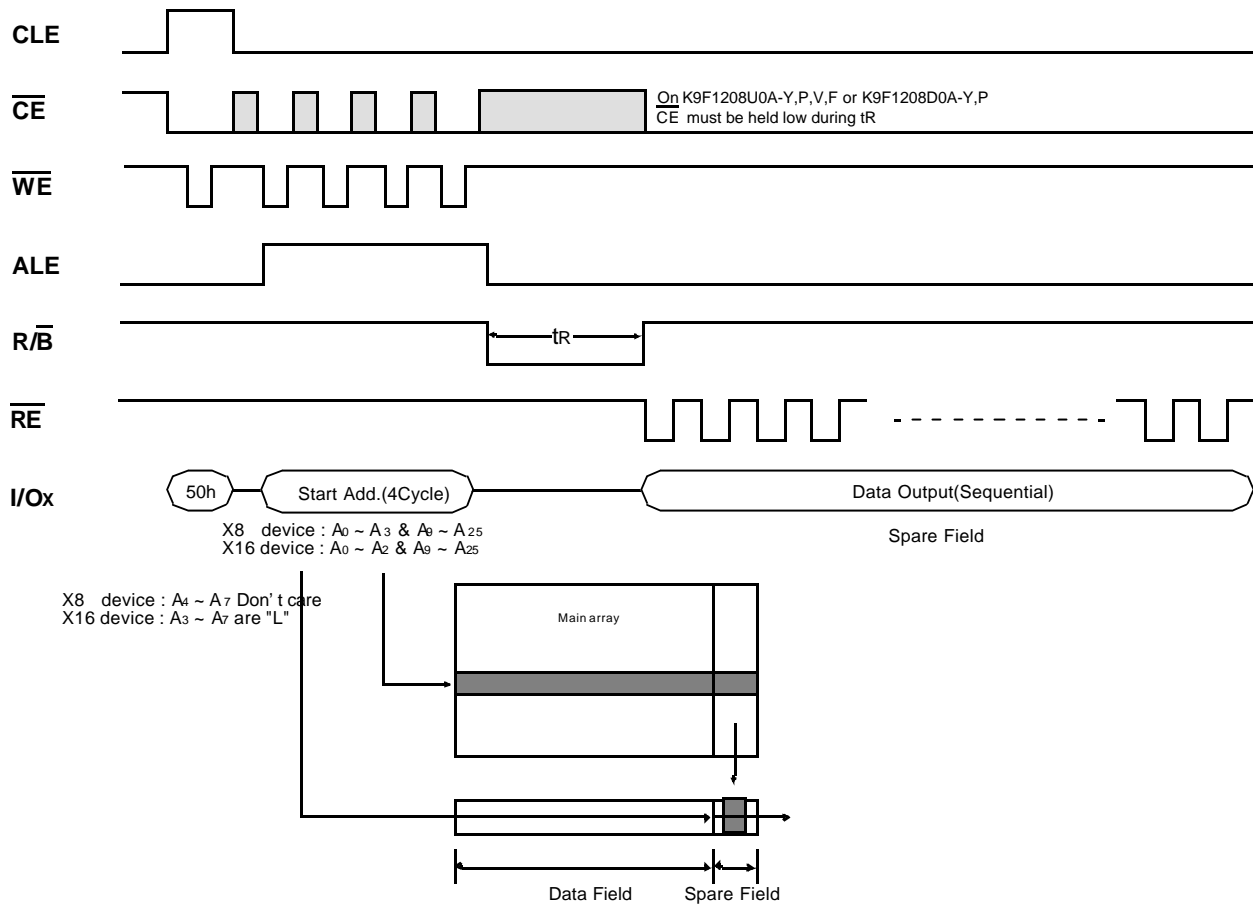 CLE
CE
On K9F1208U0A-Y,P,V,F or K9F1208D0A-Y,P
CE must be held low during tR
WE
ALE
R/B
tR
RE
I/Ox
50h
Start Add.(4Cycle)
Data Output(Sequential)
X8 device : A0 ~ A3 & A9 ~ A25
X16 device : A0 ~ A2 & A9 ~ A25
Spare Field
X8 device : A4 ~ A7 Don't care
X16 device : A3 ~ A7 are "L"
Main array
Data Field
Spare Field